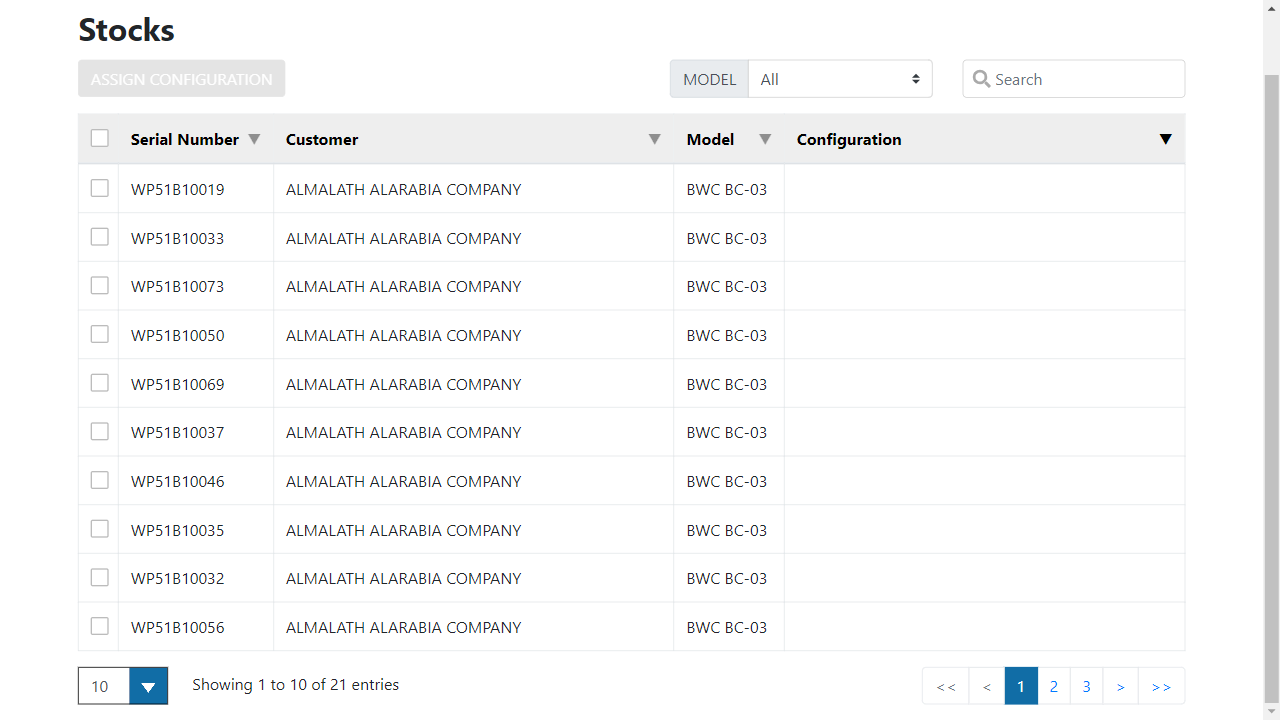 Stocks
ASSIGN CONFIGURATION MODEL All Search
Serial Number Customer Model Configuration
WP51B10019 ALMALATH ALARABIA COMPANY BWC BC-03
WP51B10033 ALMALATH ALARABIA COMPANY BWC BC-03
WP51B10073 ALMALATH ALARABIA COMPANY BWC BC-03
WP51B10050 ALMALATH ALARABIA COMPANY BWC BC-03
WP51B10069 ALMALATH ALARABIA COMPANY BWC BC-03
WP51B10037 ALMALATH ALARABIA COMPANY BWC BC-03
WP51B10046 ALMALATH ALARABIA COMPANY BWC BC-03
WP51B10035 ALMALATH ALARABIA COMPANY BWC BC-03
WP51B10032 ALMALATH ALARABIA COMPANY BWC BC-03
WP51B10056 ALMALATH ALARABIA COMPANY BWC BC-03
10 Showing 1 to 10 of 21 entries << < 1 2 3 > >>